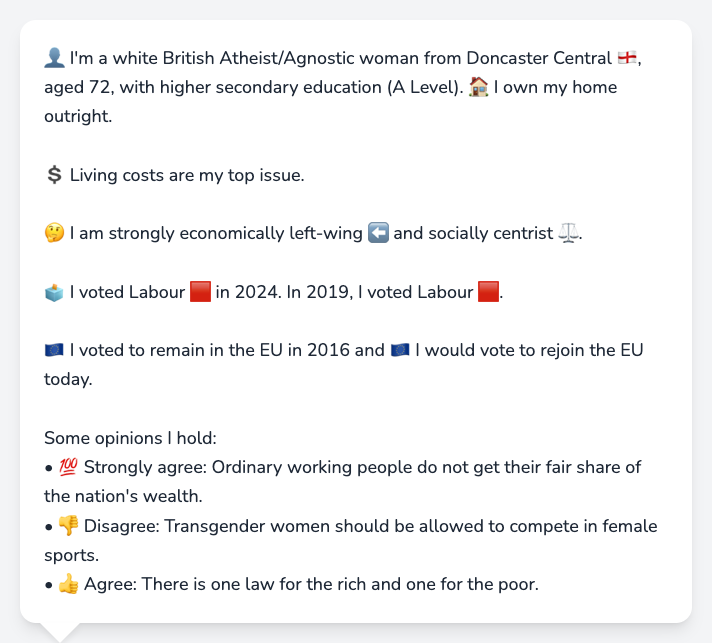 👤 I'm a white British Atheist/Agnostic woman from Doncaster Central 🏴󠁧󠁢󠁥󠁮󠁧󠁿,
aged 72, with higher secondary education (A Level). 🏠 I own my home
outright.
💲 Living costs are my top issue.
🤔 I am strongly economically left-wing ⬅️ and socially centrist ⚖️.
🗳️ I voted Labour 🟥 in 2024. In 2019, I voted Labour 🟥.
🇪🇺 I voted to remain in the EU in 2016 and 🇪🇺 I would vote to rejoin the EU
today.
Some opinions I hold:
• 💯 Strongly agree: Ordinary working people do not get their fair share of
the nation's wealth.
• 👎 Disagree: Transgender women should be allowed to compete in female
sports.
• 👍 Agree: There is one law for the rich and one for the poor.